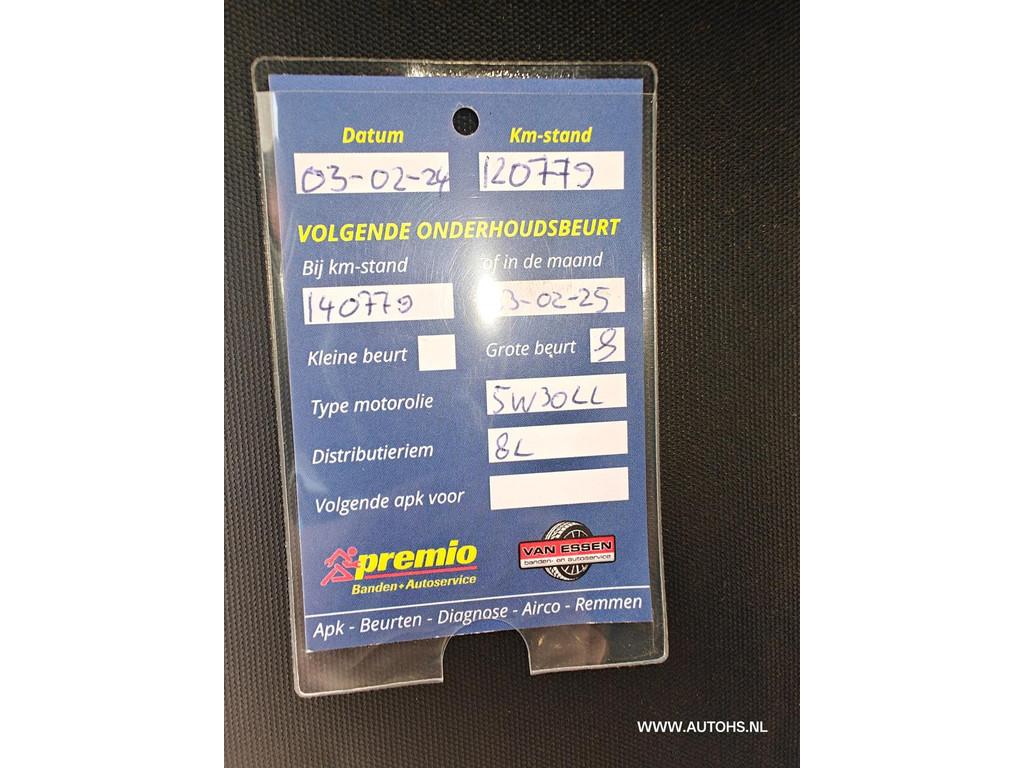 Datum Km-stand
03-02-24 120779
VOLGENDE ONDERHOUDSBEURT
Bij km-stand of in de maand
140779 3-02-25
Kleine beurt Grote beurt
Type motorolie 5W30LL
Distributieriem 8L
Volgende apk voor
premio VAN ESSEN
Banden+Autoservice banden- en autoservice
Apk - Beurten - Diagnose - Airco - Remmen
WWW.AUTOHS.NL